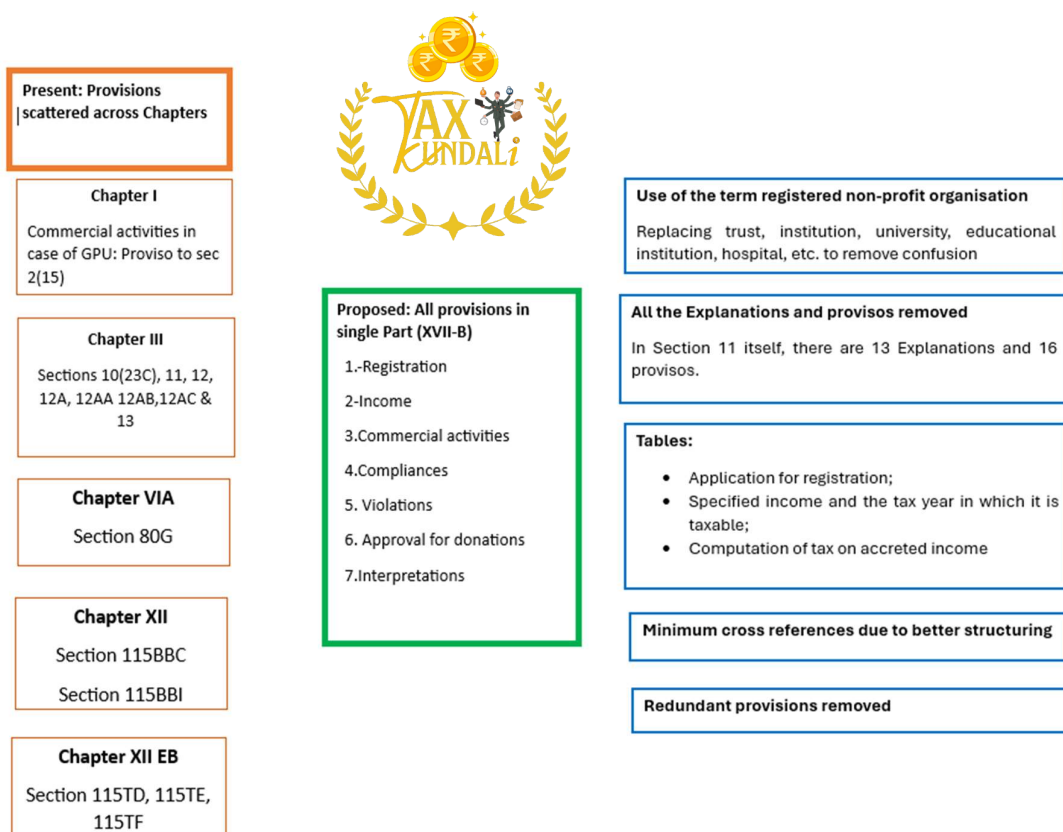 Present: Provisions
scattered across Chapters
Chapter I
Commercial activities in
case of GPU: Proviso to sec
2(15)
Chapter III
Sections 10(23C), 11, 12,
12A, 12AA 12AB,12AC &
13
Chapter VIA
Section 80G
Chapter XII
Section 115BBC
Section 115BBI
Chapter XII EB
Section 115TD, 115TE,
115TF
₹
₹ ₹
TAX
KUNDALi
Proposed: All provisions in
single Part (XVII-B)
1.-Registration
2-Income
3.Commercial activities
4.Compliances
5. Violations
6. Approval for donations
7.Interpretations
Use of the term registered non-profit organisation
Replacing trust, institution, university, educational
institution, hospital, etc. to remove confusion
All the Explanations and provisos removed
In Section 11 itself, there are 13 Explanations and 16
provisos.
Tables:
• Application for registration;
• Specified income and the tax year in which it is
taxable;
• Computation of tax on accreted income
Minimum cross references due to better structuring
Redundant provisions removed